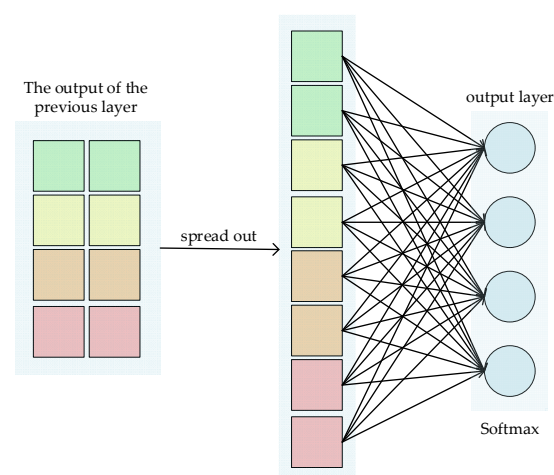 The output of the
previous layer
spread out
output layer
Softmax